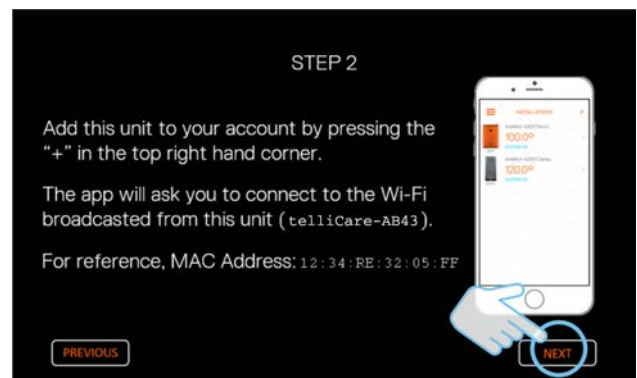 STEP 2
Add this unit to your account by pressing the
"+" in the top right hand corner.
The app will ask you to connect to the Wi-Fi
broadcasted from this unit (telliCare-AB43).
For reference, MAC Address: 12:34:RE:32:05:FF
INSTALLATIONS +
100.0°
120.0°
PREVIOUS
NEXT